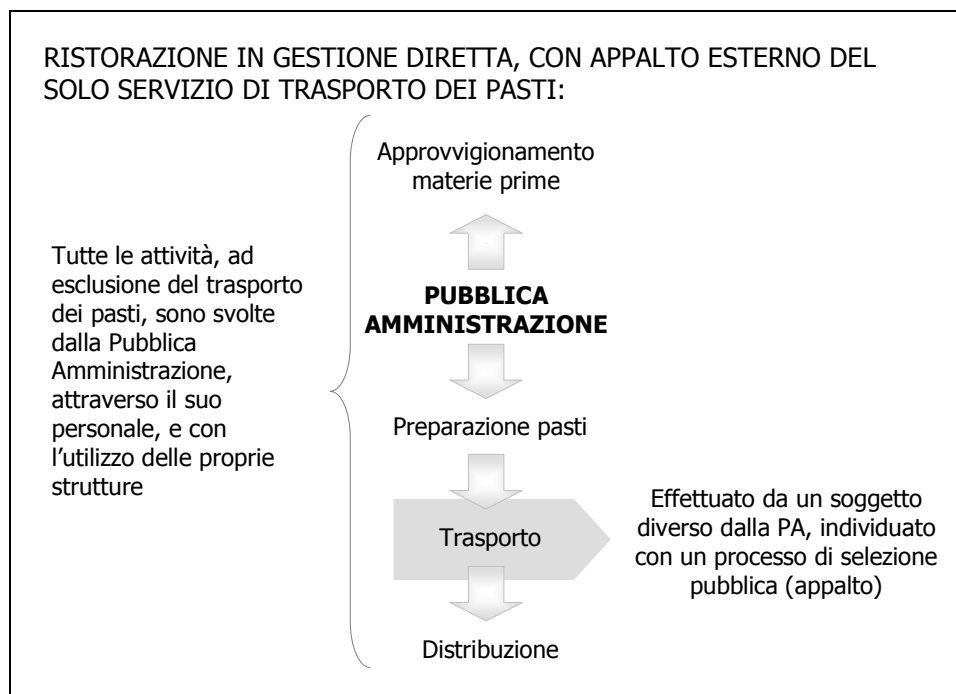 RISTORAZIONE IN GESTIONE DIRETTA, CON APPALTO ESTERNO DEL
SOLO SERVIZIO DI TRASPORTO DEI PASTI:
Approvvigionamento
materie prime
Tutte le attività, ad
esclusione del trasporto
dei pasti, sono svolte
dalla Pubblica
Amministrazione,
attraverso il suo
personale, e con
l’utilizzo delle proprie
strutture
PUBBLICA
AMMINISTRAZIONE
Preparazione pasti
Trasporto
Effettuato da un soggetto
diverso dalla PA, individuato
con un processo di selezione
pubblica (appalto)
Distribuzione